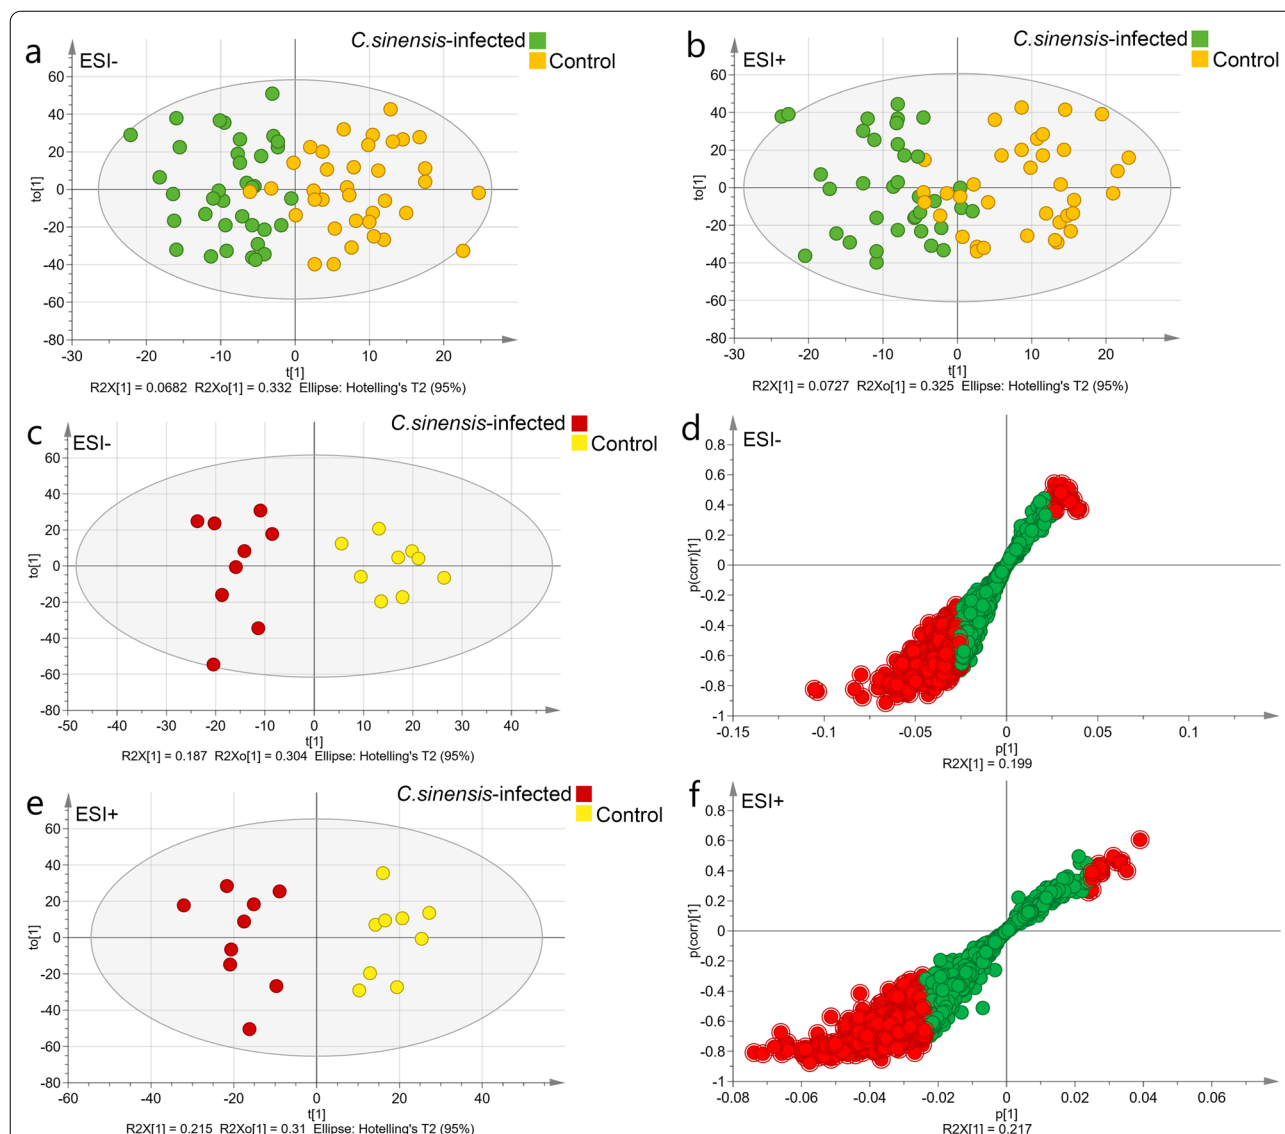 a
ESI-
C.sinensis-infected
Control
to[1]
60
40
20
0
-20
-40
-60
-80
-30
-20
-10
0
10
20
t[1]
R2X[1] = 0.0682 R2Xo[1] = 0.332 Ellipse: Hotelling's T2 (95%)
b
ESI+
C.sinensis-infected
Control
to[1]
60
40
20
0
-20
-40
-60
-80
-30
-20
-10
0
10
20
t[1]
R2X[1] = 0.0727 R2Xo[1] = 0.325 Ellipse: Hotelling's T2 (95%)
c
ESI-
C.sinensis-infected
Control
to[1]
60
40
20
0
-20
-40
-60
-80
-50
-40
-30
-20
-10
0
10
20
30
40
t[1]
R2X[1] = 0.187 R2Xo[1] = 0.304 Ellipse: Hotelling's T2 (95%)
d
ESI-
p(corr)[1]
0.8
0.6
0.4
0.2
0
-0.2
-0.4
-0.6
-0.8
-1
-0.15
-0.1
-0.05
0
0.05
0.1
p[1]
R2X[1] = 0.199
e
ESI+
C.sinensis-infected
Control
to[1]
60
40
20
0
-20
-40
-60
-80
-60
-40
-20
0
20
40
t[1]
R2X[1] = 0.215 R2Xo[1] = 0.31 Ellipse: Hotelling's T2 (95%)
f
ESI+
p(corr)[1]
0.8
0.6
0.4
0.2
0
-0.2
-0.4
-0.6
-0.8
-1
-0.08
-0.06
-0.04
-0.02
0
0.02
0.04
0.06
p[1]
R2X[1] = 0.217